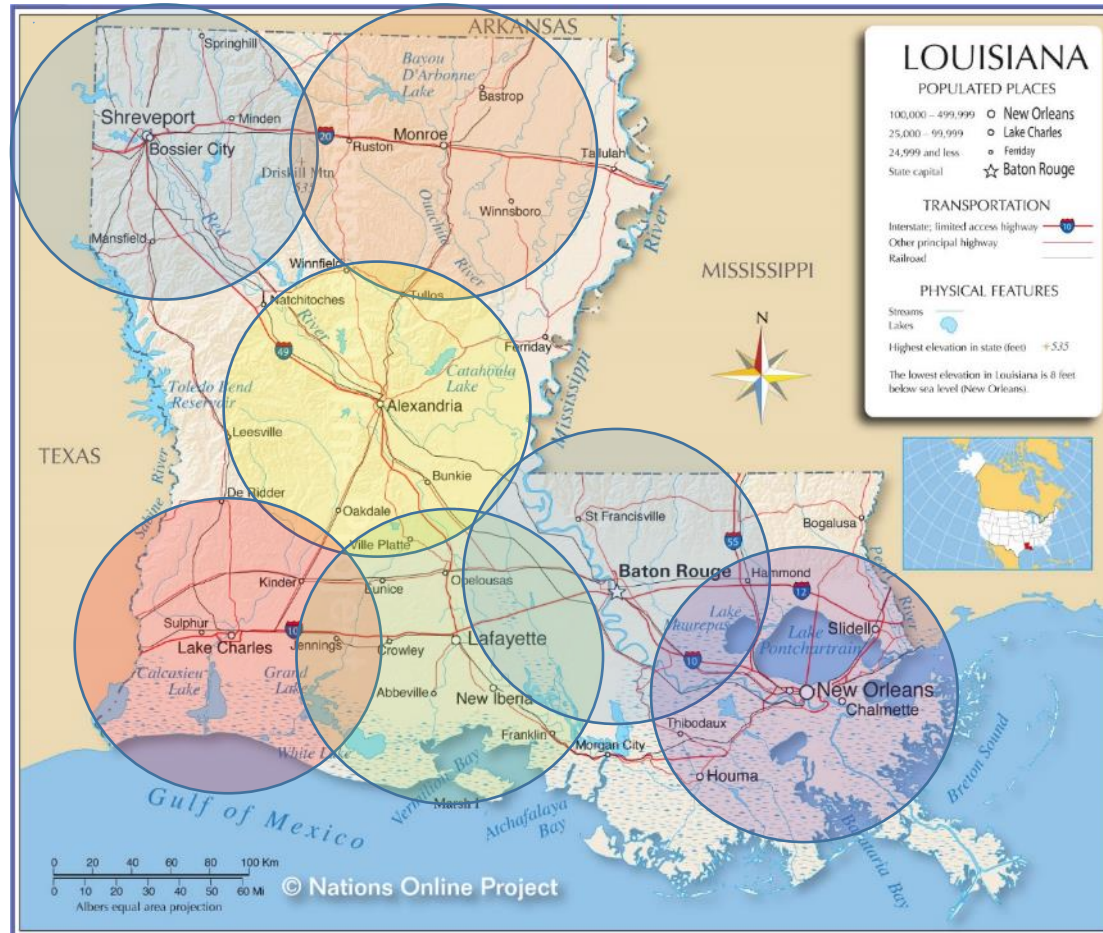 ARKANSAS
Springhill
Bayou
D'Arbonne
Lake
Bastrop
Shreveport
Minden
Bossier City
20
Ruston
Monroe
Tallulah
Driskill Mtn
535
Ouachita
River
Winnsboro
Red
River
Mansfield
Winnfield
Tullos
Natchitoches
River
49
Ferriday
Catahoula
Lake
Mississippi
Toledo Bend
Reservoir
Alexandria
Leesville
TEXAS
MISSISSIPPI
N
Bunkie
De Ridder
Sabine River
Oakdale
St Francisville
Bogalusa
Ville Platte
55
Kinder
Eunice
Opelousas
Baton Rouge
Hammond
12
River
Sulphur
Lake Charles
10
Jennings
Crowley
Lafayette
Lake
Maurepas
Lake
Pontchartrain
Slidell
Calcasieu
Lake
Grand
Lake
Abbeville
New Iberia
10
New Orleans
Chalmette
White Lake
Franklin
Thibodaux
Morgan City
Houma
Gulf of Mexico
Vermilion Bay
Marsh I
Atchafalaya
Bay
Barataria Bay
Breton Sound
0 20 40 60 80 100 Km
0 10 20 30 40 50 60 Mi
Albers equal area projection
© Nations Online Project
LOUISIANA
POPULATED PLACES
100,000 – 499,999 New Orleans
25,000 – 99,999 Lake Charles
24,999 and less Ferriday
State capital Baton Rouge
TRANSPORTATION
Interstate; limited access highway 10
Other principal highway
Railroad
PHYSICAL FEATURES
Streams
Lakes
Highest elevation in state (feet) +535
The lowest elevation in Louisiana is 8 feet
below sea level (New Orleans).